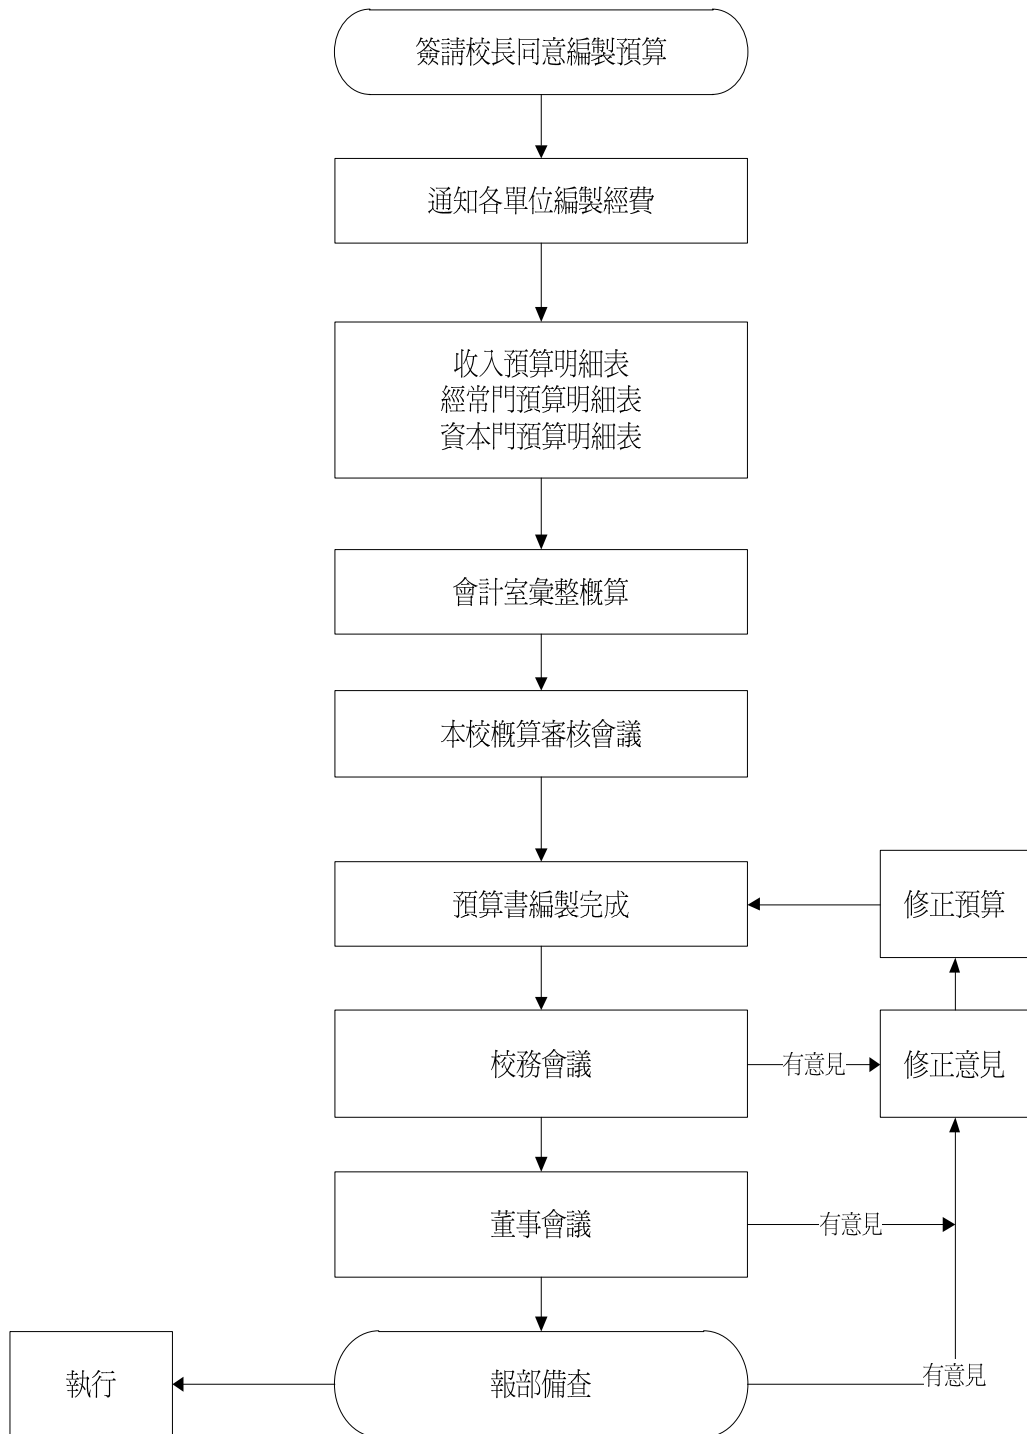 簽請校長同意編製預算
通知各單位編製經費
收入預算明細表
經常門預算明細表
資本門預算明細表
會計室彙整概算
本校概算審核會議
預算書編製完成
修正預算
校務會議
有意見
修正意見
董事會議
有意見
執行
報部備查
有意見